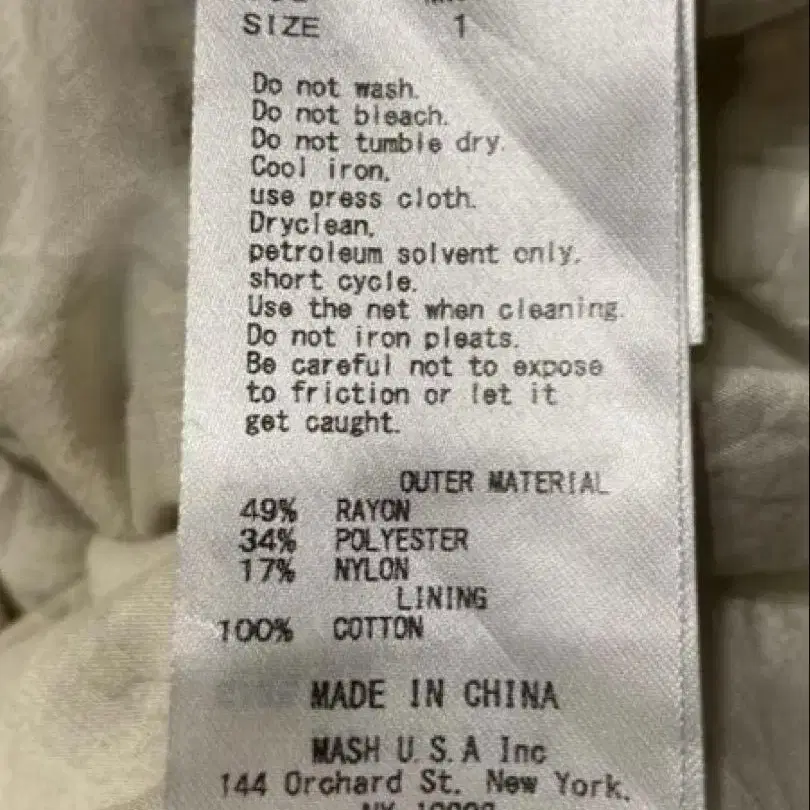 SIZE 1
Do not wash.
Do not bleach.
Do not tumble dry.
Cool iron,
use press cloth.
Dryclean,
petroleum solvent only.
short cycle.
Use the net when cleaning.
Do not iron pleats.
Be careful not to expose
to friction or let it
get caught.
OUTER MATERIAL
49% RAYON
34% POLYESTER
17% NYLON
LINING
100% COTTON
MADE IN CHINA
MASH U.S.A Inc
144 Orchard St. New York,